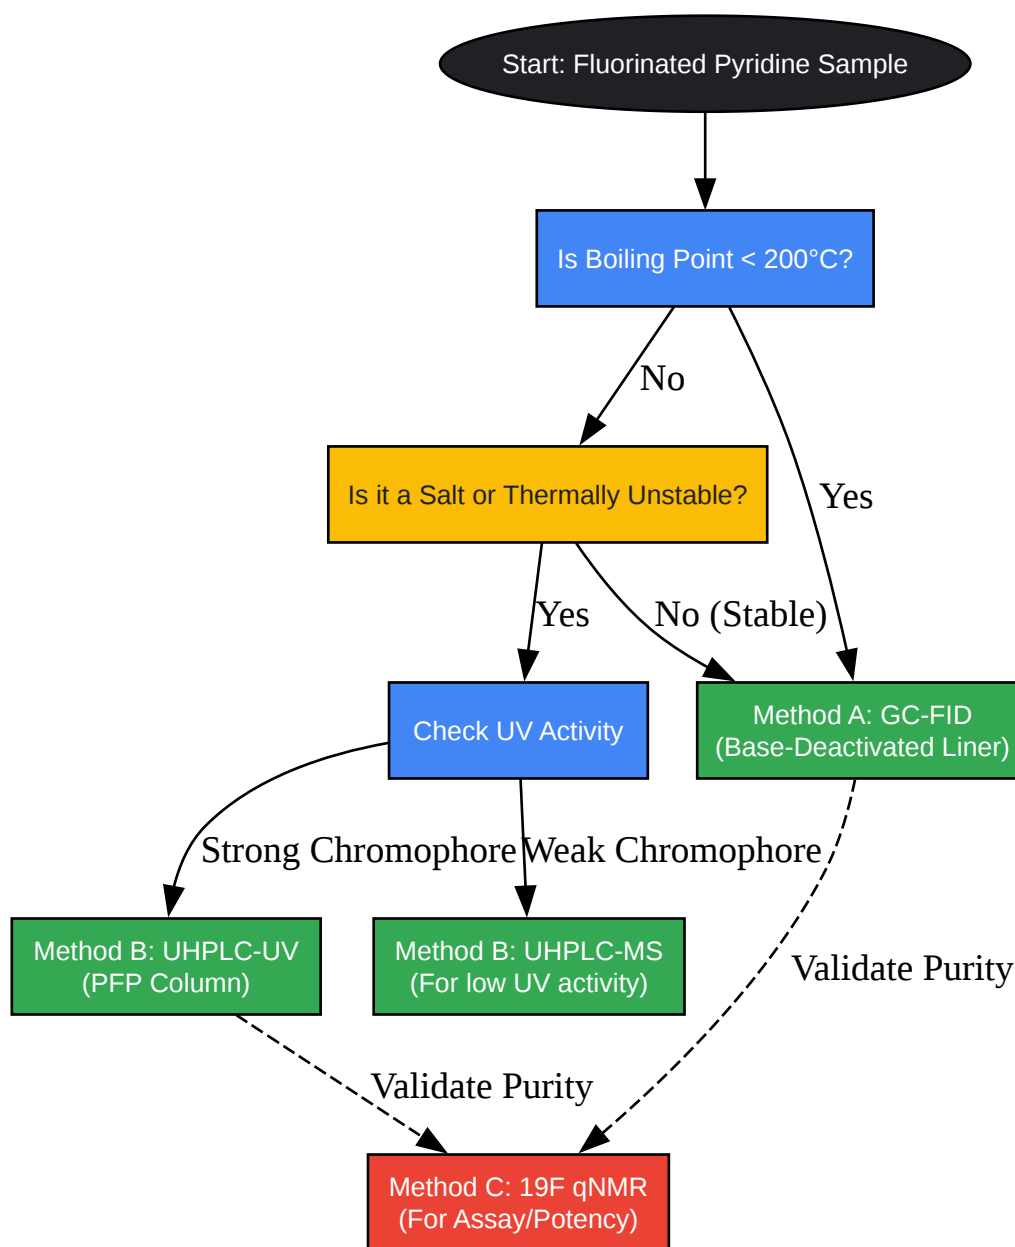 Start: Fluorinated Pyridine Sample
Is Boiling Point < 200°C?
No
Yes
Is it a Salt or Thermally Unstable?
Yes
No (Stable)
Check UV Activity
Method A: GC-FID
(Base-Deactivated Liner)
Strong Chromophore
Weak Chromophore
Method B: UHPLC-UV
(PFP Column)
Method B: UHPLC-MS
(For low UV activity)
Validate Purity
Validate Purity
Method C: 19F qNMR
(For Assay/Potency)